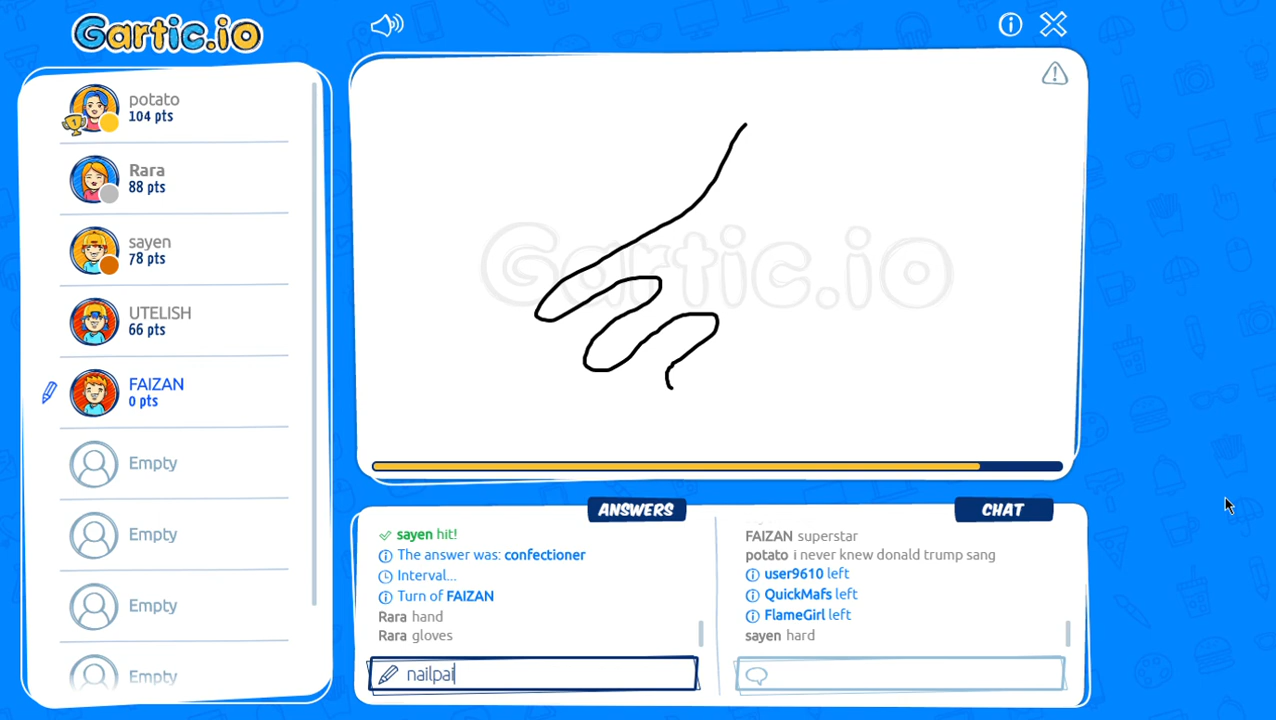 Gartic.io
potato
104 pts
Rara
88 pts
sayen
78 pts
UTELISH
66 pts
FAIZAN
0 pts
Empty
Empty
Empty
Empty
Gartic.io
ANSWERS
sayen hit!
The answer was: confectioner
Interval...
Turn of FAIZAN
Rara hand
Rara gloves
nailpai
CHAT
FAIZAN superstar
potato i never knew donald trump sang
user9610 left
QuickMafs left
FlameGirl left
sayen hard